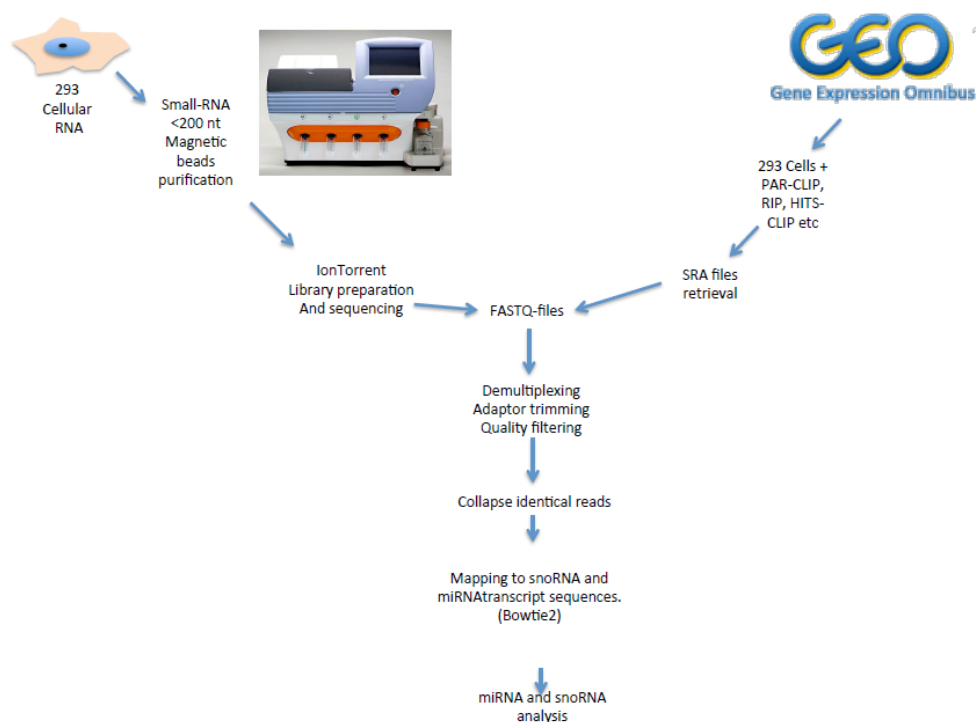 293
Cellular
RNA
Small-RNA
<200 nt
Magnetic
beads
purification
GEO
Gene Expression Omnibus
293 Cells +
PAR-CLIP,
RIP, HITS-
CLIP etc
IonTorrent
Library preparation
And sequencing
SRA files
retrieval
FASTQ-files
Demultiplexing
Adaptor trimming
Quality filtering
Collapse identical reads
Mapping to snoRNA and
miRNAtranscript sequences.
(Bowtie2)
miRNA and snoRNA
analysis